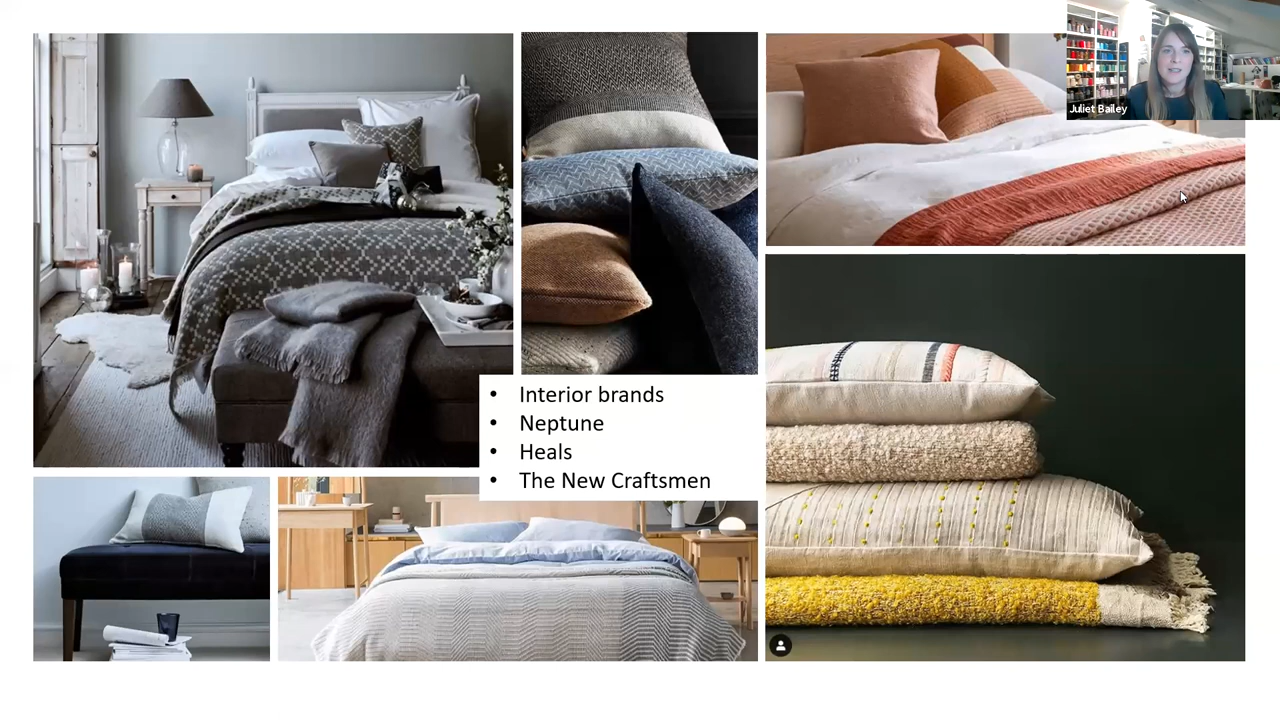 Juliet Bailey
• Interior brands
• Neptune
• Heals
• The New Craftsmen